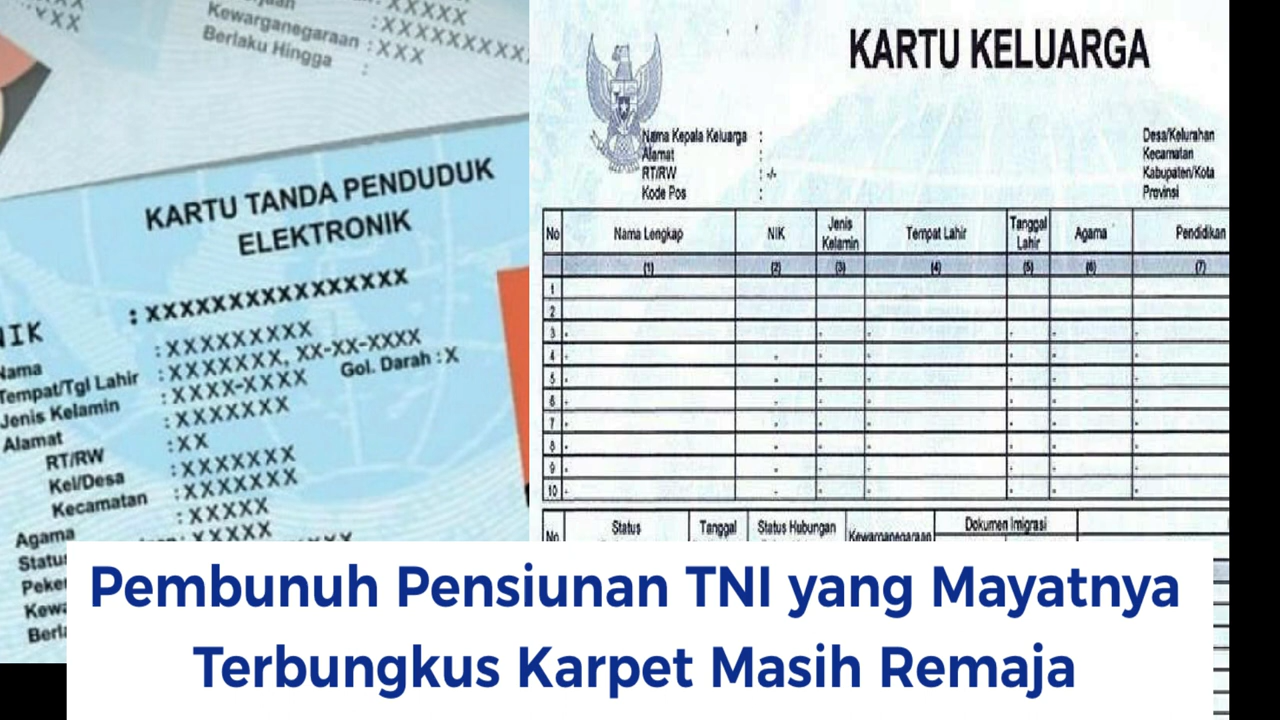 XXXXX
Kewarganegaraan : XXXXXXXXX
Berlaku Hingga : XXX
:
KARTU TANDA PENDUDUK
ELEKTRONIK
NIK : XXXXXXXXXXXXXXXX
Nama : XXXXXXXXX
Tempat/Tgl Lahir : XXXXXXX, XX-XX-XXXX
Jenis Kelamin : XXXX-XXXX Gol. Darah : X
Alamat : XXXXXXX
RT/RW : XX
Kel/Desa : XXXXXXX
Kecamatan : XXXXXXX
Agama : XXXXX
Status : XXXXX
KARTU KELUARGA
Nama Kepala Keluarga :
Alamat :
RT/RW : -/-
Kode Pos :
Desa/Kelurahan
Kecamatan
Kabupaten/Kota
Provinsi
No Nama Lengkap NIK Jenis Kelamin Tempat Lahir Tanggal Lahir Agama Pendidikan
(1) (2) (3) (4) (5) (6) (7)
1
2
3 - - - - - - -
4 - - - - - - -
5 - - - - - - -
6 - - - - - - -
7 - - - - - - -
8 - - - - - - -
9 - - - - - - -
10 - - - - - - -
No Status Tanggal Status Hubungan Kewarganegaraan Dokumen Imigrasi
Pembunuh Pensiunan TNI yang Mayatnya
Terbungkus Karpet Masih Remaja